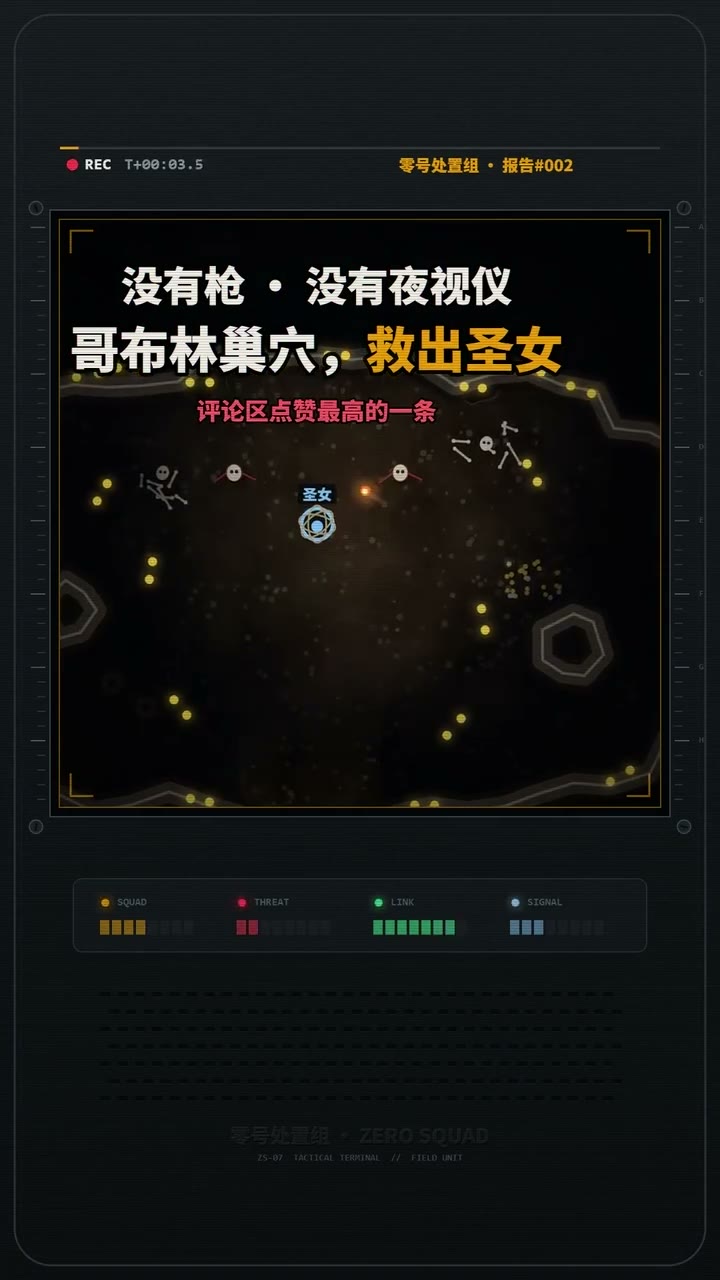 REC T+00:03.5 零号处置组 • 报告#002
没有枪 • 没有夜视仪
哥布林巢穴，救出圣女
评论区点赞最高的一条
圣女
SQUAD THREAT LINK SIGNAL
零号处置组 • ZERO SQUAD
ZS-07 TACTICAL TERMINAL // FIELD UNIT